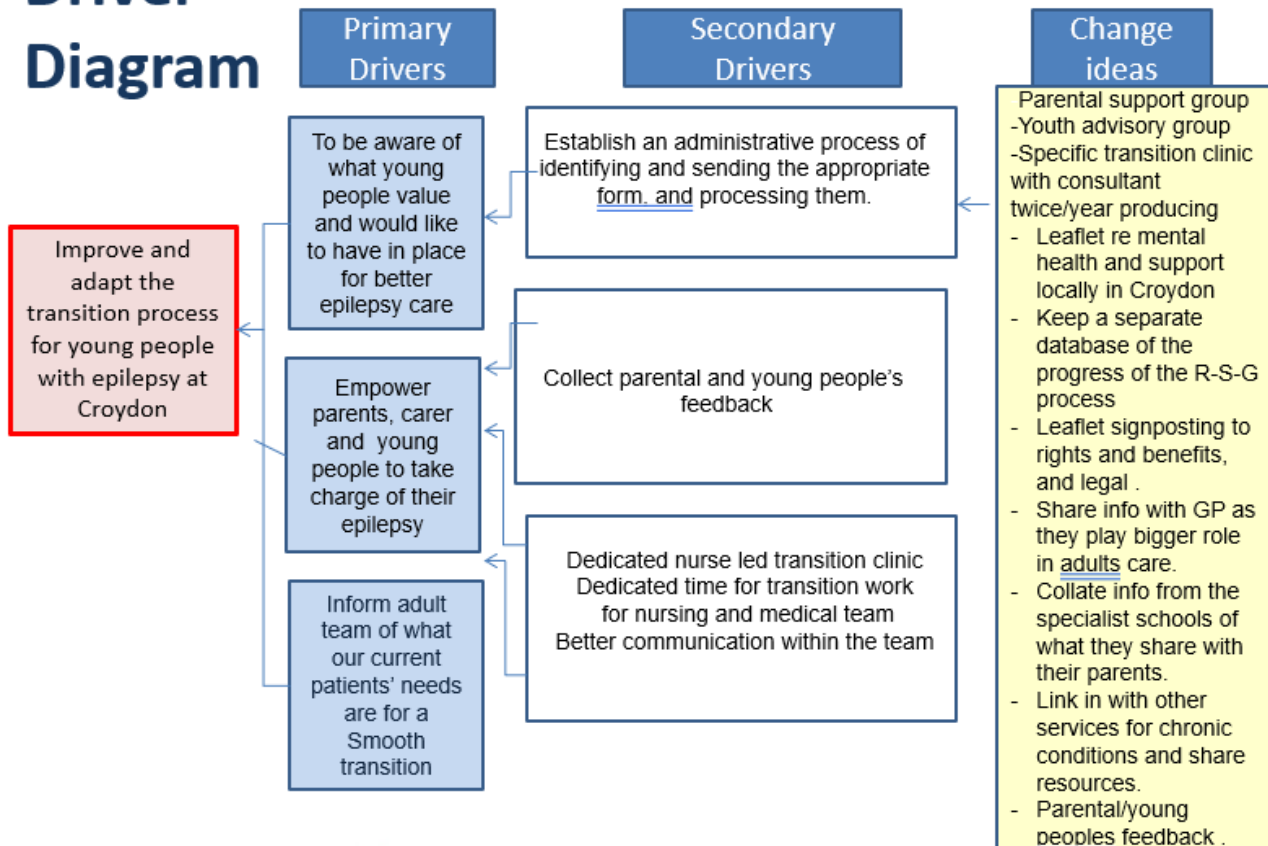 Driver
Diagram
Primary
Drivers
Secondary
Drivers
Change
ideas
Improve and
adapt the
transition process
for young people
with epilepsy at
Croydon
To be aware of
what young
people value
and would like
to have in place
for better
epilepsy care
Empower
parents, carer
and young
people to take
charge of their
epilepsy
Inform adult
team of what
our current
patients’ needs
are for a
Smooth
transition
Establish an administrative process of
identifying and sending the appropriate
form. and processing them.
Collect parental and young people’s
feedback
Dedicated nurse led transition clinic
Dedicated time for transition work
for nursing and medical team
Better communication within the team
Parental support group
-Youth advisory group
-Specific transition clinic
with consultant
twice/year producing
- Leaflet re mental
health and support
locally in Croydon
- Keep a separate
database of the
progress of the R-S-G
process
- Leaflet signposting to
rights and benefits,
and legal .
- Share info with GP as
they play bigger role
in adults care.
- Collate info from the
specialist schools of
what they share with
their parents.
- Link in with other
services for chronic
conditions and share
resources.
- Parental/young
peoples feedback .